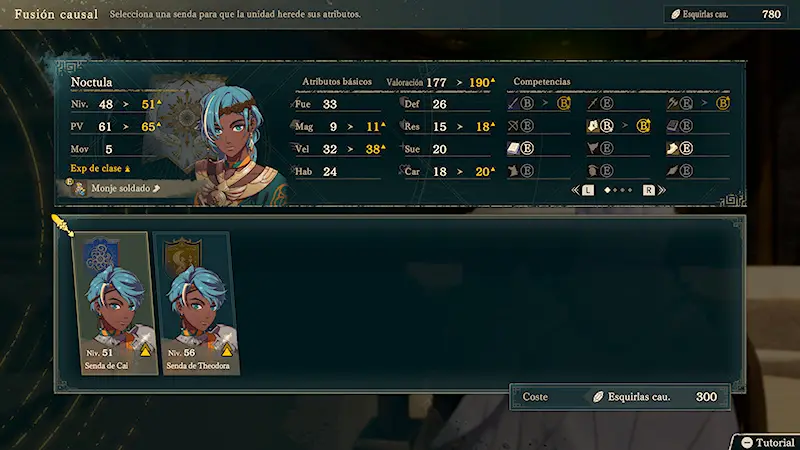 Fusión causal
Selecciona una senda para que la unidad herede sus atributos.
Esquirlas cau. 780
Noctula
Niv. 48 > 51
PV 61 > 65
Mov 5
Exp de clase
E
Monje soldado
Atributos básicos
Valoración 177 > 190
Fue 33
Mag 9 > 11
Vel 32 > 38
Hab 24
Def 26
Res 15 > 18
Sue 20
Car 18 > 20
Competencias
B > B+ E E > B+
E E > B+ E
E E E
E E E
L R
Niv. 51
Senda de Cai
Niv. 56
Senda de Theodora
Coste Esquirlas cau. 300
Tutorial